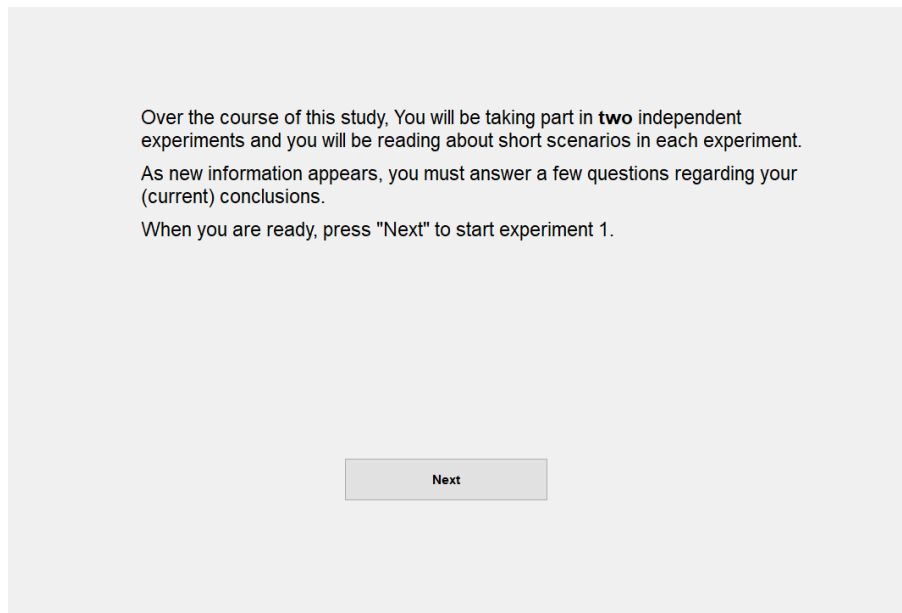 Over the course of this study, You will be taking part in two independent
experiments and you will be reading about short scenarios in each experiment.
As new information appears, you must answer a few questions regarding your
(current) conclusions.
When you are ready, press "Next" to start experiment 1.
Next